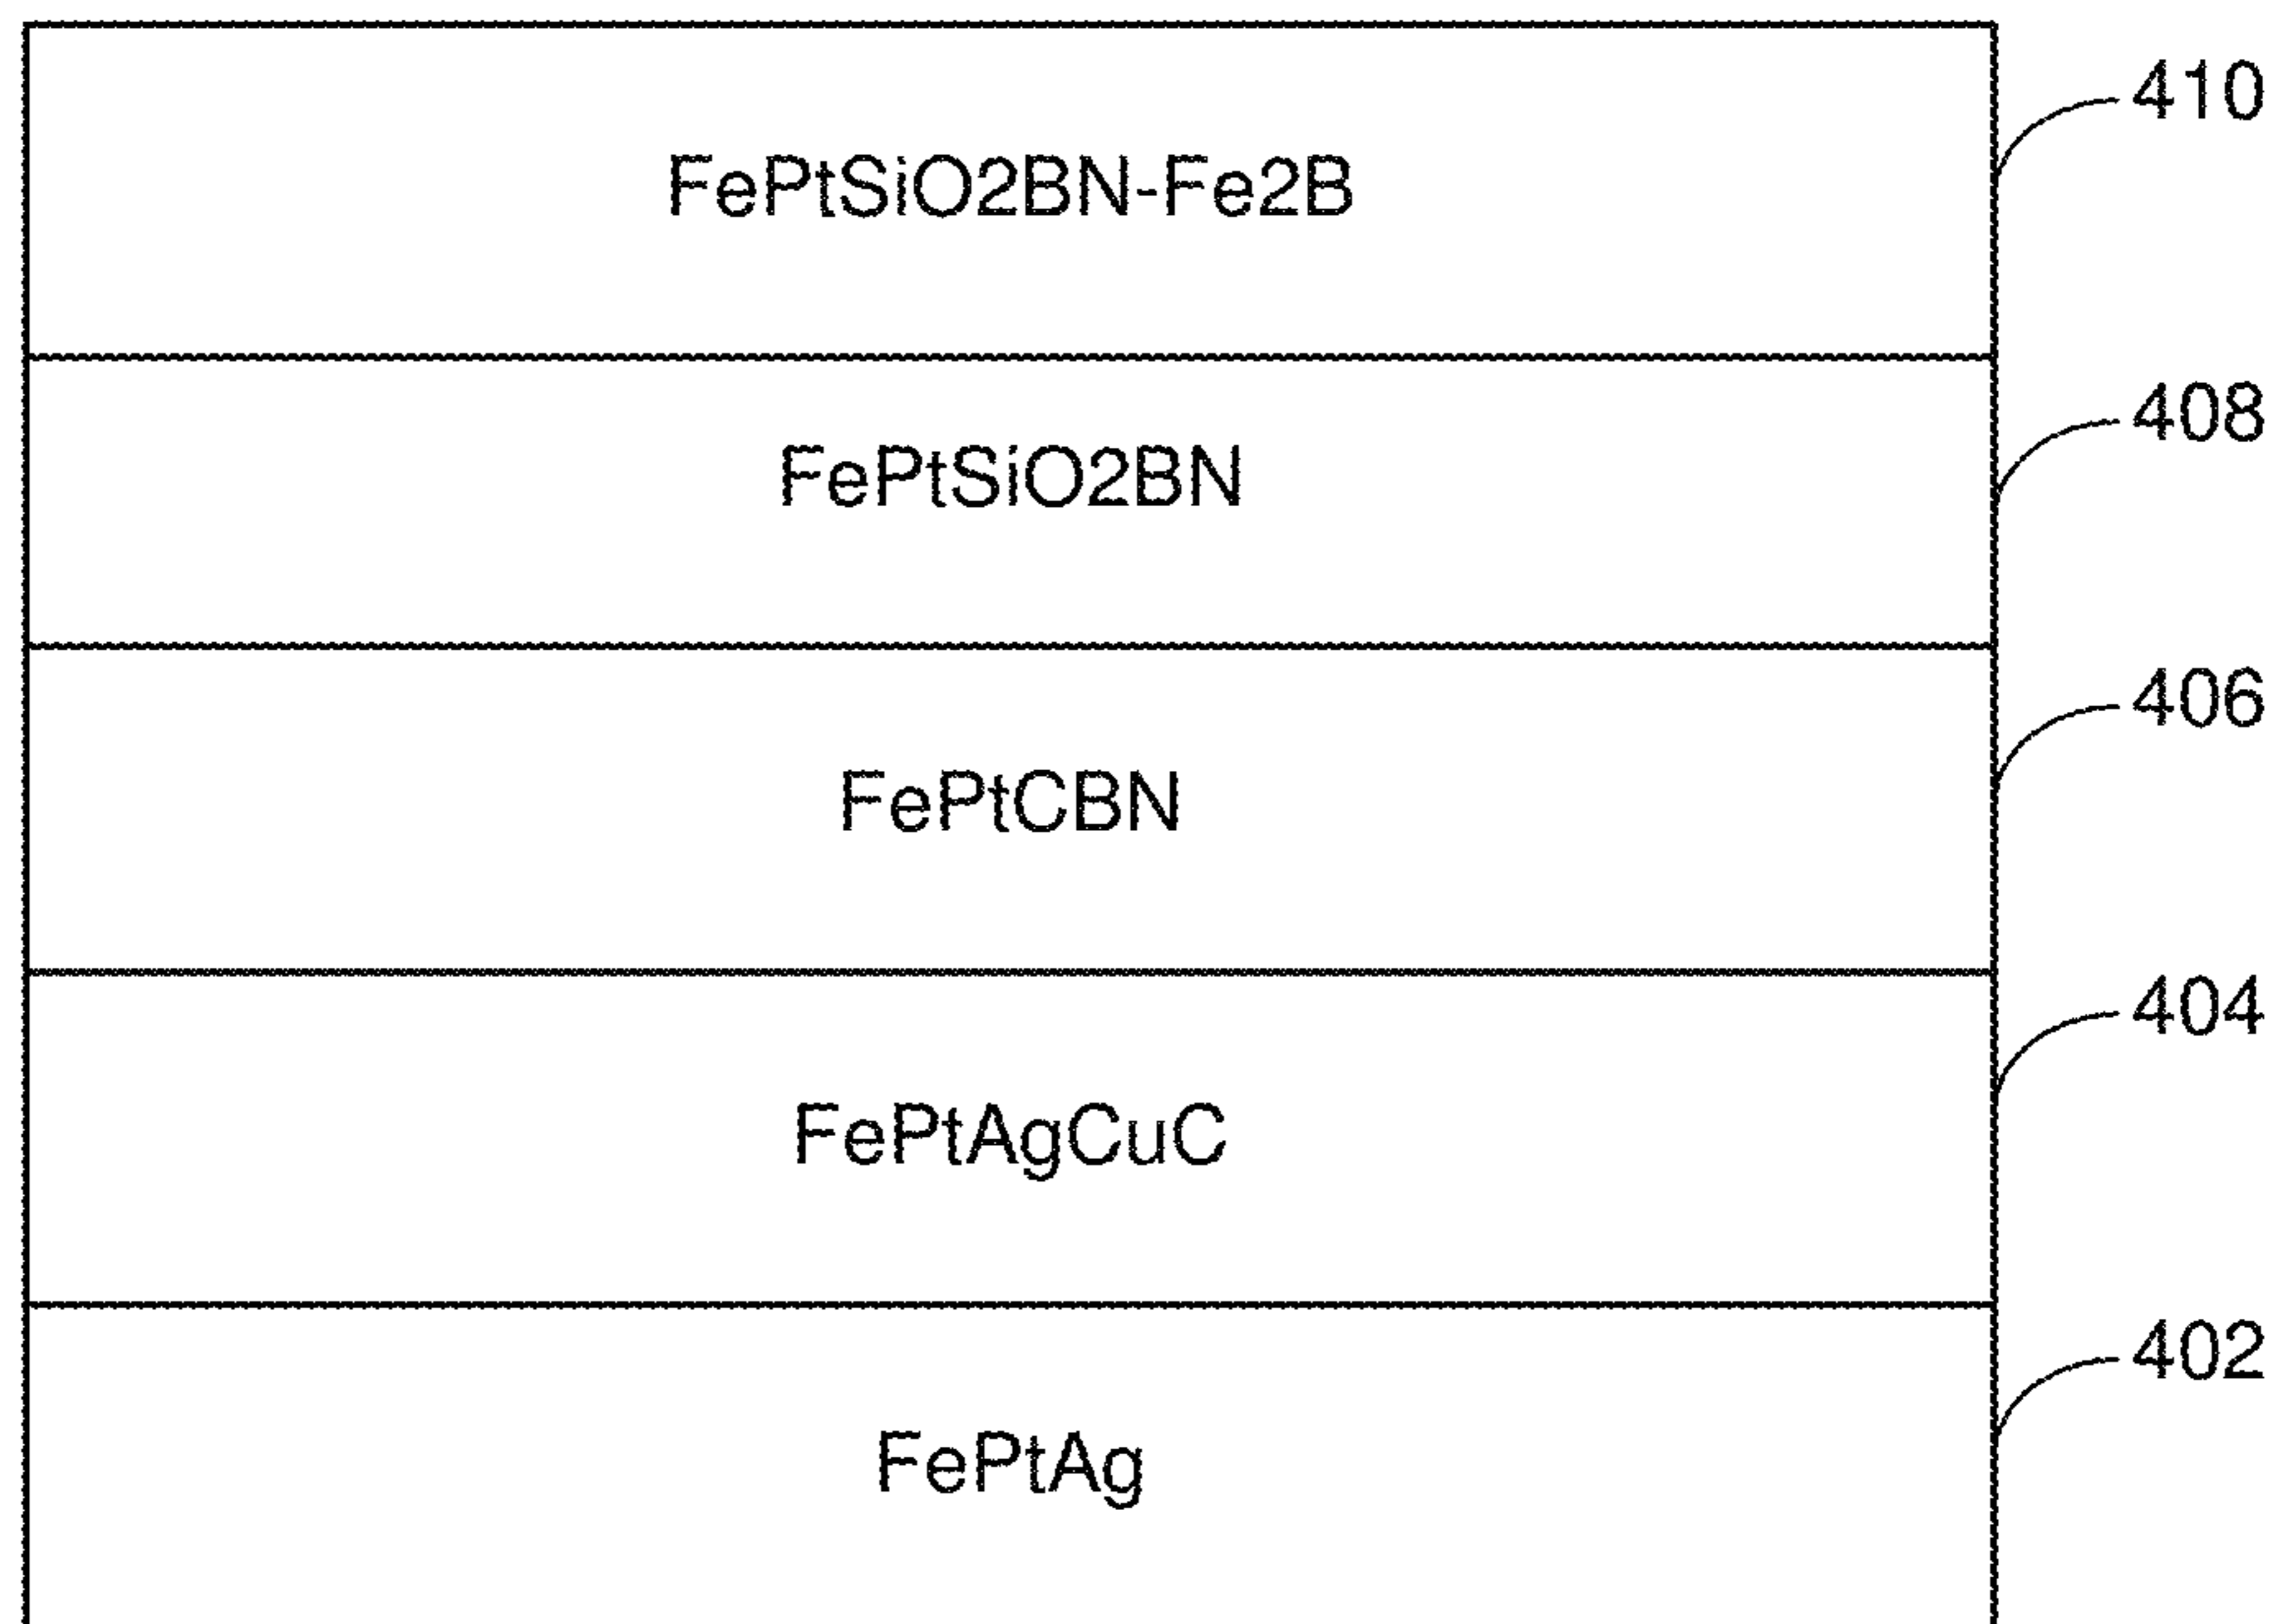 410
FePtSiO2BN-Fe2B
408
FePtSiO2BN
406
FePtCBN
404
FePtAgCuC
402
FePtAg